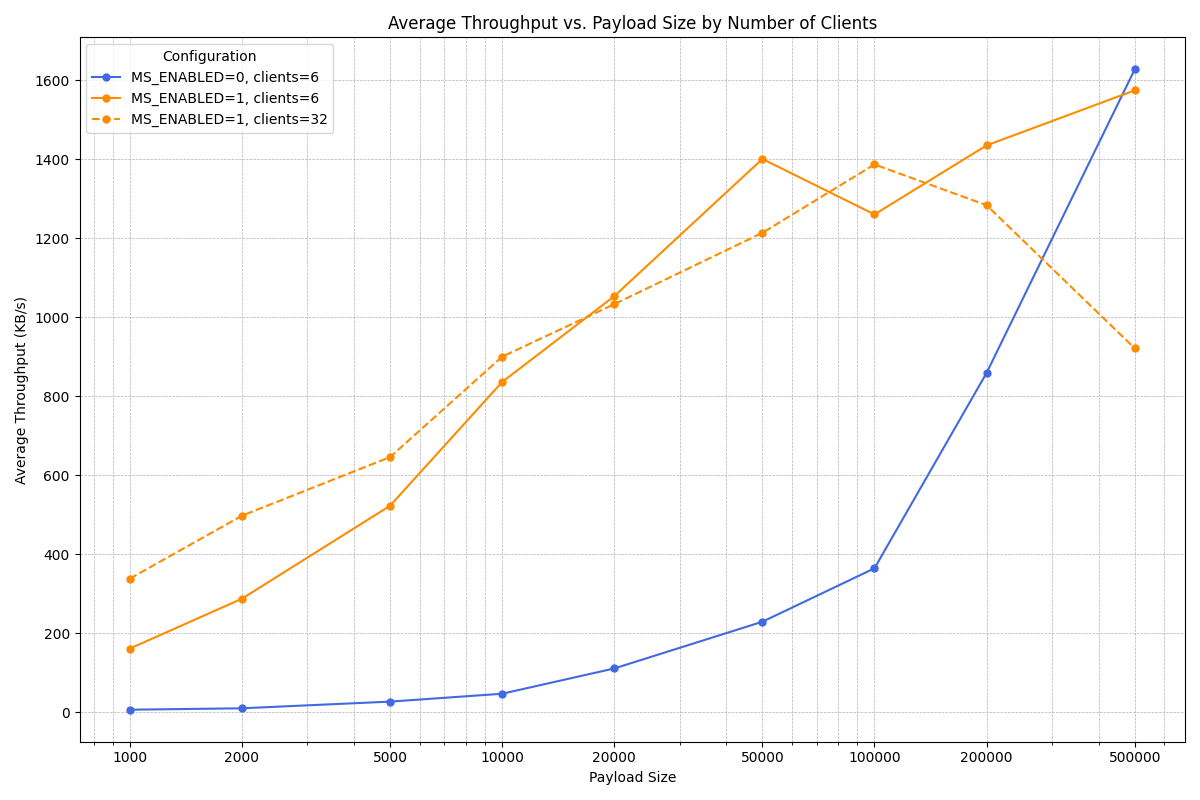 Average Throughput vs. Payload Size by Number of Clients
Configuration
MS_ENABLED=0, clients=6
MS_ENABLED=1, clients=6
MS_ENABLED=1, clients=32
Average Throughput (KB/s)
1600
1400
1200
1000
800
600
400
200
0
1000 2000 5000 10000 20000 50000 100000 200000 500000
Payload Size